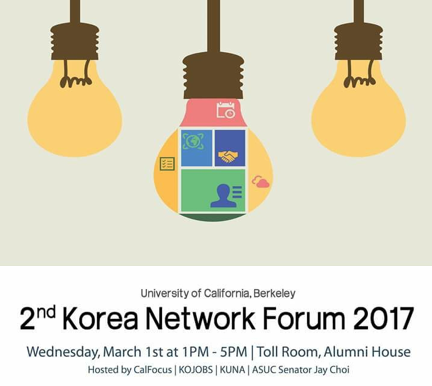 University of California, Berkeley
2nd Korea Network Forum 2017
Wednesday, March 1st at 1PM - 5PM | Toll Room, Alumni House
Hosted by CalFocus | KOJOBS | KUNA | ASUC Senator Jay Choi